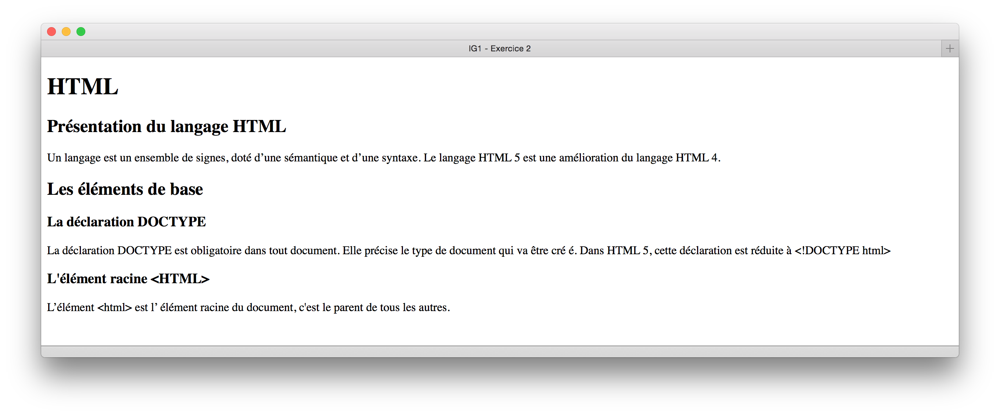 IG1 - Exercice 2
HTML
Présentation du langage HTML
Un langage est un ensemble de signes, doté d’une sémantique et d’une syntaxe. Le langage HTML 5 est une amélioration du langage HTML 4.
Les éléments de base
La déclaration DOCTYPE
La déclaration DOCTYPE est obligatoire dans tout document. Elle précise le type de document qui va être cré é. Dans HTML 5, cette déclaration est réduite à <!DOCTYPE html>
L'élément racine <HTML>
L’élément <html> est l’ élément racine du document, c'est le parent de tous les autres.